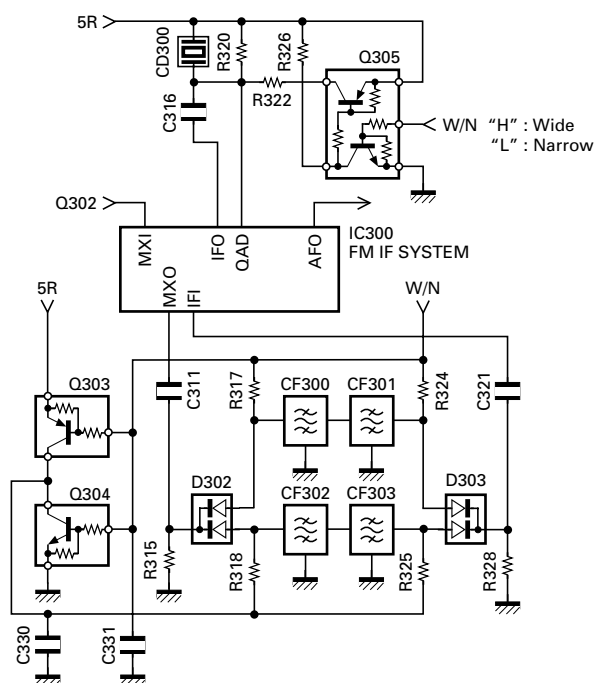 5R
CD300
R320
R326
Q305
C316
R322
W/N "H" : Wide
"L" : Narrow
Q302
IC300
FM IF SYSTEM
MXI
IFO
QAD
AFO
MXO
IFI
5R
W/N
Q303
C311
R317
CF300
CF301
R324
C321
Q304
D302
CF302
CF303
D303
R315
R318
R325
R328
C330
C331